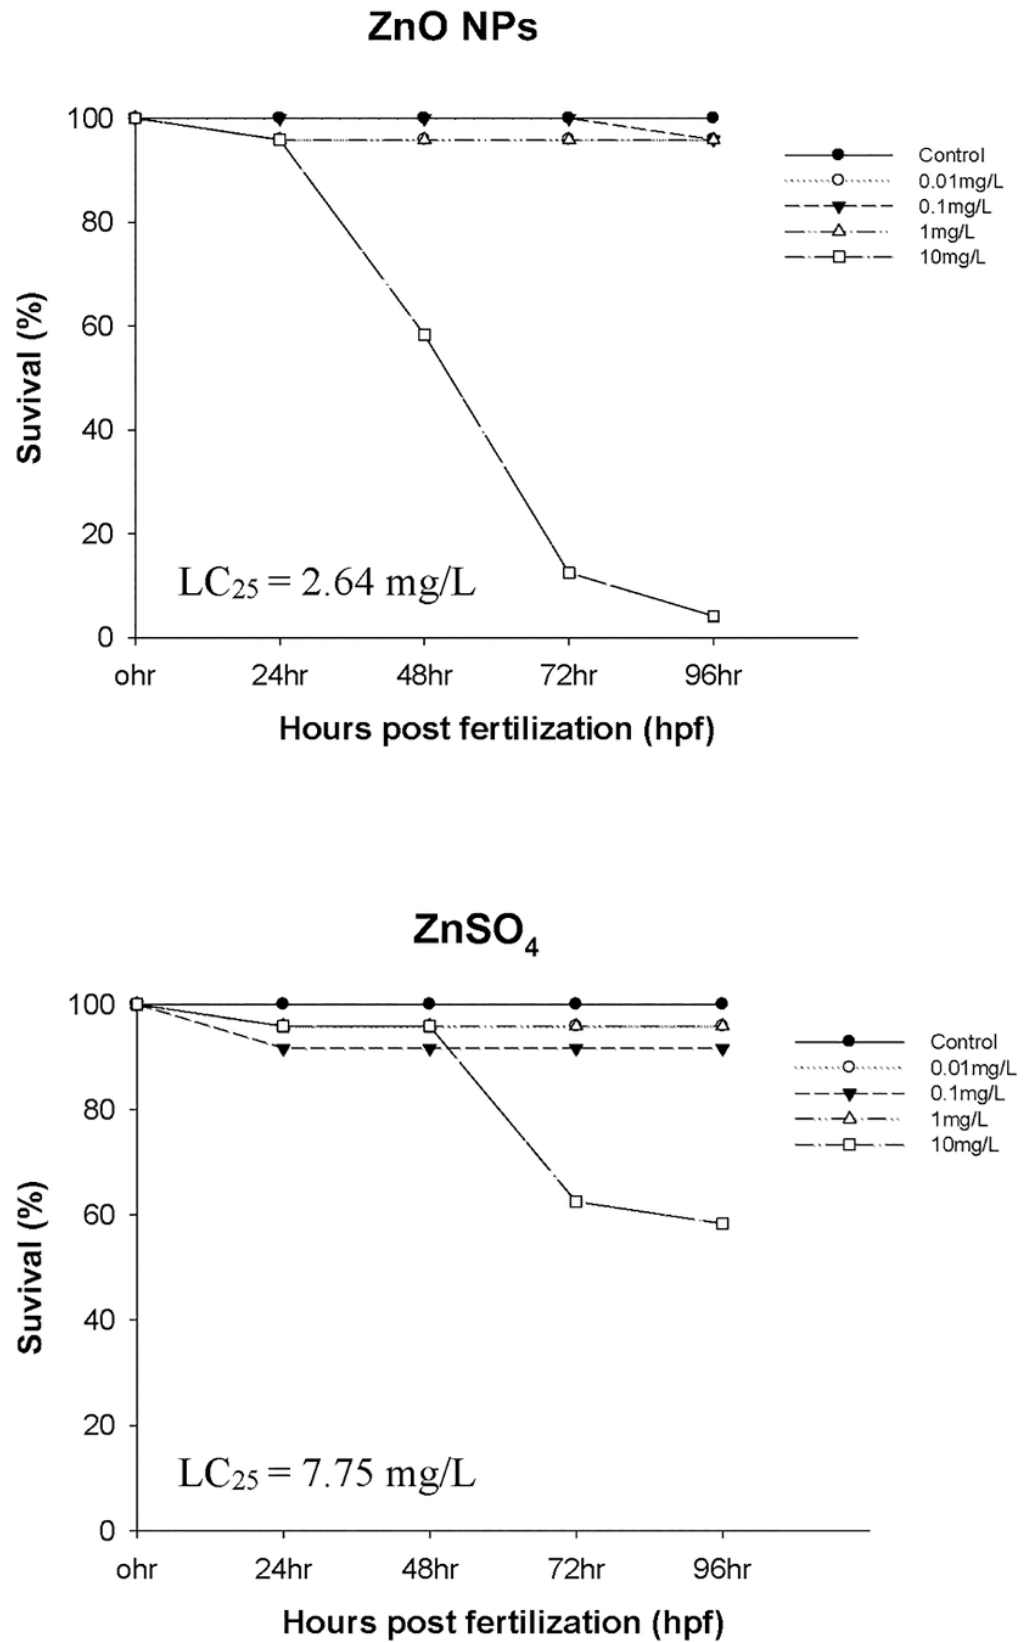 ZnO NPs
100
80
60
40
20
0
Suvival (%)
Control
0.01mg/L
0.1mg/L
1mg/L
10mg/L
LC25 = 2.64 mg/L
ohr 24hr 48hr 72hr 96hr
Hours post fertilization (hpf)
ZnSO4
100
80
60
40
20
0
Suvival (%)
Control
0.01mg/L
0.1mg/L
1mg/L
10mg/L
LC25 = 7.75 mg/L
ohr 24hr 48hr 72hr 96hr
Hours post fertilization (hpf)